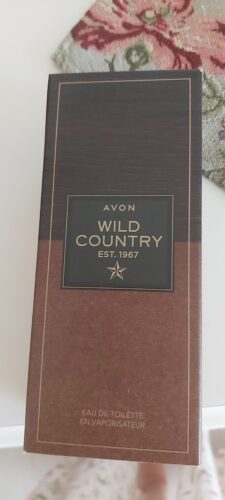 AVON
WILD
COUNTRY
EST. 1967
EAU DE TOILETTE
EN VAPORISATEUR